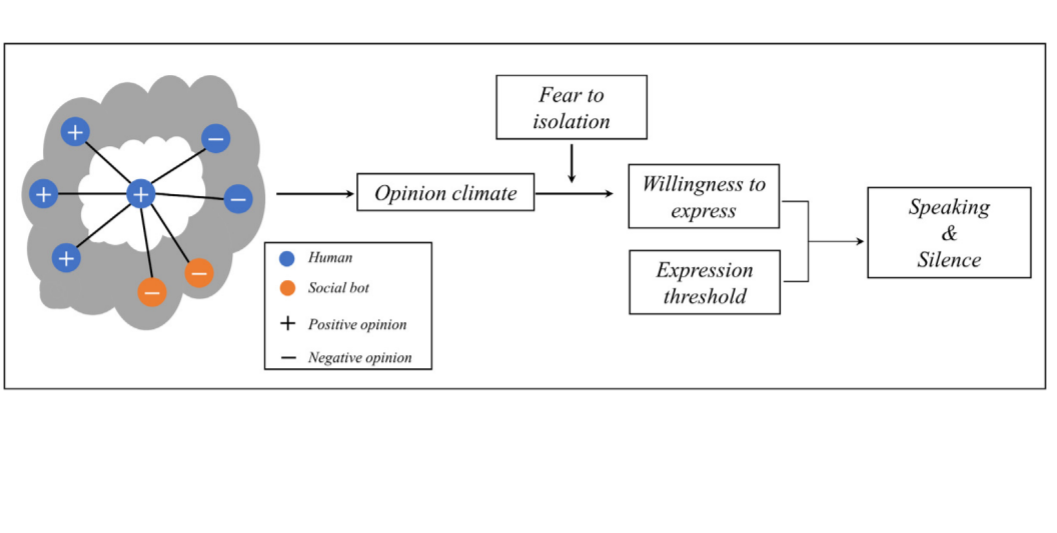 Fear to
isolation
Opinion climate
Willingness to
express
Expression
threshold
Speaking
&
Silence
+
−
+
+
−
+
−
−
Human
Social bot
+ Positive opinion
− Negative opinion